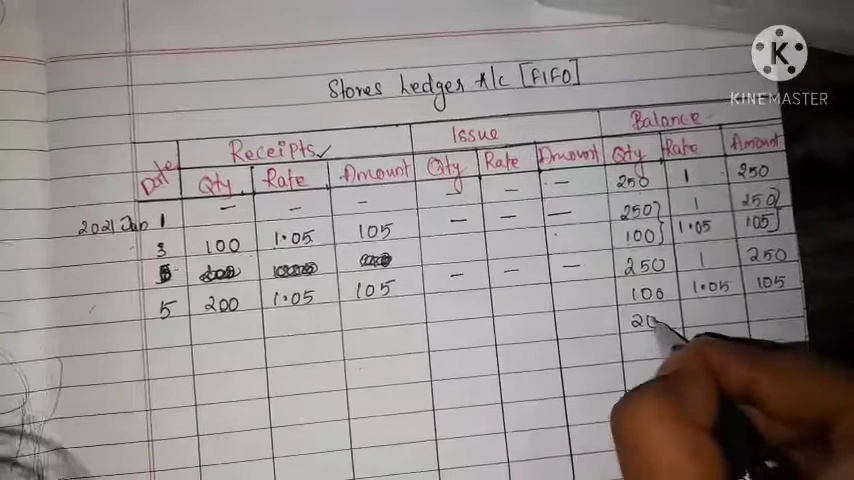 Stores Ledger A/c [FIFO]
Receipts Issue Balance
Date Qty Rate Amount Qty Rate Amount Qty Rate Amount
2021 Jan 1 - - - - - - 250 1 250
3 100 1.05 105 - - - 250 1 250
100 1.05 105
5 200 1.05 105 - - - 250 1 250
100 1.05 105
20
K
KINEMASTER